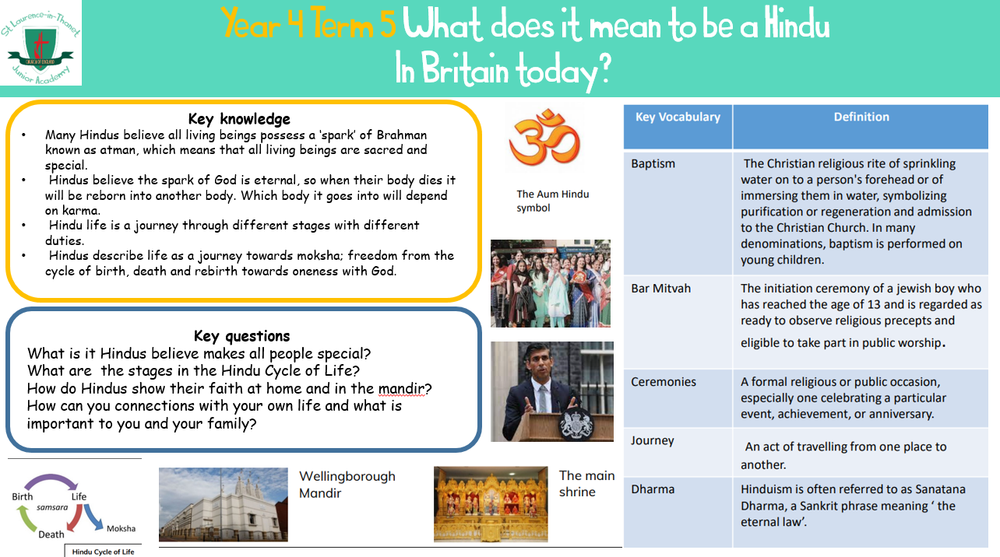 St Laurence-in-Thanet
CHURCH OF ENGLAND
Junior Academy
Year 4 Term 5 What does it mean to be a Hindu
In Britain today?
Key knowledge
• Many Hindus believe all living beings possess a ‘spark’ of Brahman
known as atman, which means that all living beings are sacred and
special.
• Hindus believe the spark of God is eternal, so when their body dies it
will be reborn into another body. Which body it goes into will depend
on karma.
• Hindu life is a journey through different stages with different
duties.
• Hindus describe life as a journey towards moksha; freedom from the
cycle of birth, death and rebirth towards oneness with God.
Key questions
What is it Hindus believe makes all people special?
What are the stages in the Hindu Cycle of Life?
How do Hindus show their faith at home and in the mandir?
How can you connections with your own life and what is
important to you and your family?
ॐ
The Aum Hindu
symbol
Birth
Life
samsara
Death
Moksha
Hindu Cycle of Life
Wellingborough
Mandir
The main
shrine
Key Vocabulary
Definition
Baptism
The Christian religious rite of sprinkling
water on to a person's forehead or of
immersing them in water, symbolizing
purification or regeneration and admission
to the Christian Church. In many
denominations, baptism is performed on
young children.
Bar Mitvah
The initiation ceremony of a jewish boy who
has reached the age of 13 and is regarded as
ready to observe religious precepts and
eligible to take part in public worship.
Ceremonies
A formal religious or public occasion,
especially one celebrating a particular
event, achievement, or anniversary.
Journey
An act of travelling from one place to
another.
Dharma
Hinduism is often referred to as Sanatana
Dharma, a Sankrit phrase meaning ‘ the
eternal law’.